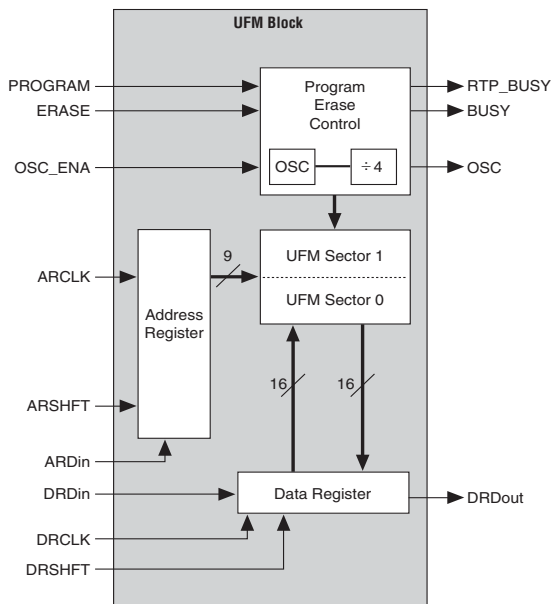 UFM Block
PROGRAM
ERASE
OSC_ENA
Program
Erase
Control
OSC
÷ 4
RTP_BUSY
BUSY
OSC
9
UFM Sector 1
UFM Sector 0
ARCLK
Address
Register
16
16
ARSHFT
ARDin
DRDin
Data Register
DRDout
DRCLK
DRSHFT